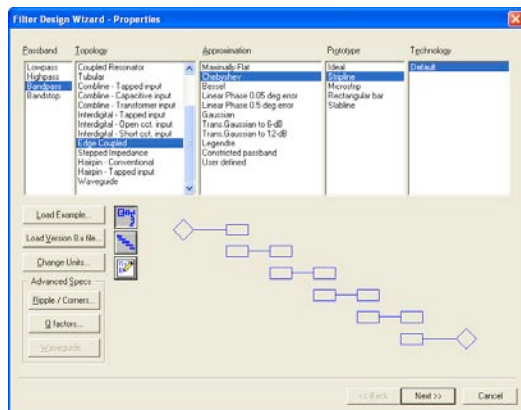 Filter Design Wizard - Properties
Passband
Topology
Approximation
Prototype
Technology
Lowpass
Highpass
Bandpass
Bandstop
Coupled Resonator
Tubular
Combline - Tapped input
Combline - Capacitive input
Combline - Transformer input
Interdigital - Tapped input
Interdigital - Open cct. input
Interdigital - Short cct. input
Edge Coupled
Stepped Impedance
Hairpin - Conventional
Hairpin - Tapped input
Waveguide
Maximally Flat
Chebyshev
Bessel
Linear Phase 0.05 deg error
Linear Phase 0.5 deg error
Gaussian
Trans.Gaussian to 6-dB
Trans.Gaussian to 12-dB
Legendre
Constricted passband
User defined
Ideal
Stripline
Microstrip
Rectangular bar
Slabline
Default
Load Example...
Load Version 8.x file...
Change Units...
Advanced Specs
Ripple / Corners...
Q factors...
Waveguide...
<< Back
Next >>
Cancel